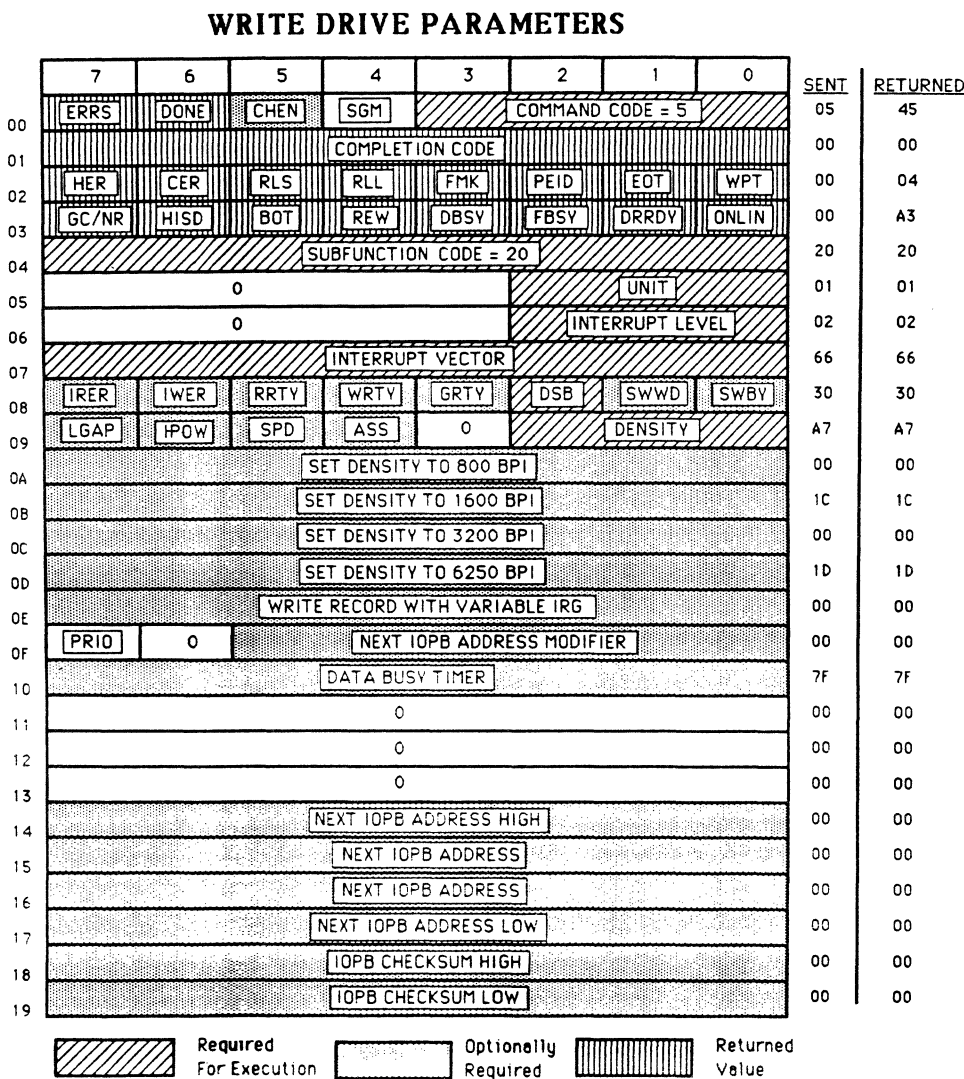 WRITE DRIVE PARAMETERS
7 6 5 4 3 2 1 0 SENT RETURNED
00 ERRS DONE CHEN SGM COMMAND CODE = 5 05 45
01 COMPLETION CODE 00 00
02 HER CER RLS RLL FMK PEID EOT WPT 00 04
03 GC/NR HISD BOT REW DBSY FBSY DRRDY ONLIN 00 A3
04 SUBFUNCTION CODE = 20 20 20
05 0 UNIT 01 01
06 0 INTERRUPT LEVEL 02 02
07 INTERRUPT VECTOR 66 66
08 IRER IWER RRTY WRTY GRTY DSB SWWD SWBY 30 30
09 LGAP HPOW SPD ASS 0 DENSITY A7 A7
0A SET DENSITY TO 800 BPI 00 00
0B SET DENSITY TO 1600 BPI 1C 1C
0C SET DENSITY TO 3200 BPI 00 00
0D SET DENSITY TO 6250 BPI 1D 1D
0E WRITE RECORD WITH VARIABLE IRG 00 00
0F PRIO 0 NEXT IOPB ADDRESS MODIFIER 00 00
10 DATA BUSY TIMER 7F 7F
11 0 00 00
12 0 00 00
13 0 00 00
14 NEXT IOPB ADDRESS HIGH 00 00
15 NEXT IOPB ADDRESS 00 00
16 NEXT IOPB ADDRESS 00 00
17 NEXT IOPB ADDRESS LOW 00 00
18 IOPB CHECKSUM HIGH 00 00
19 IOPB CHECKSUM LOW 00 00
Required Optionally Returned
For Execution Required Value